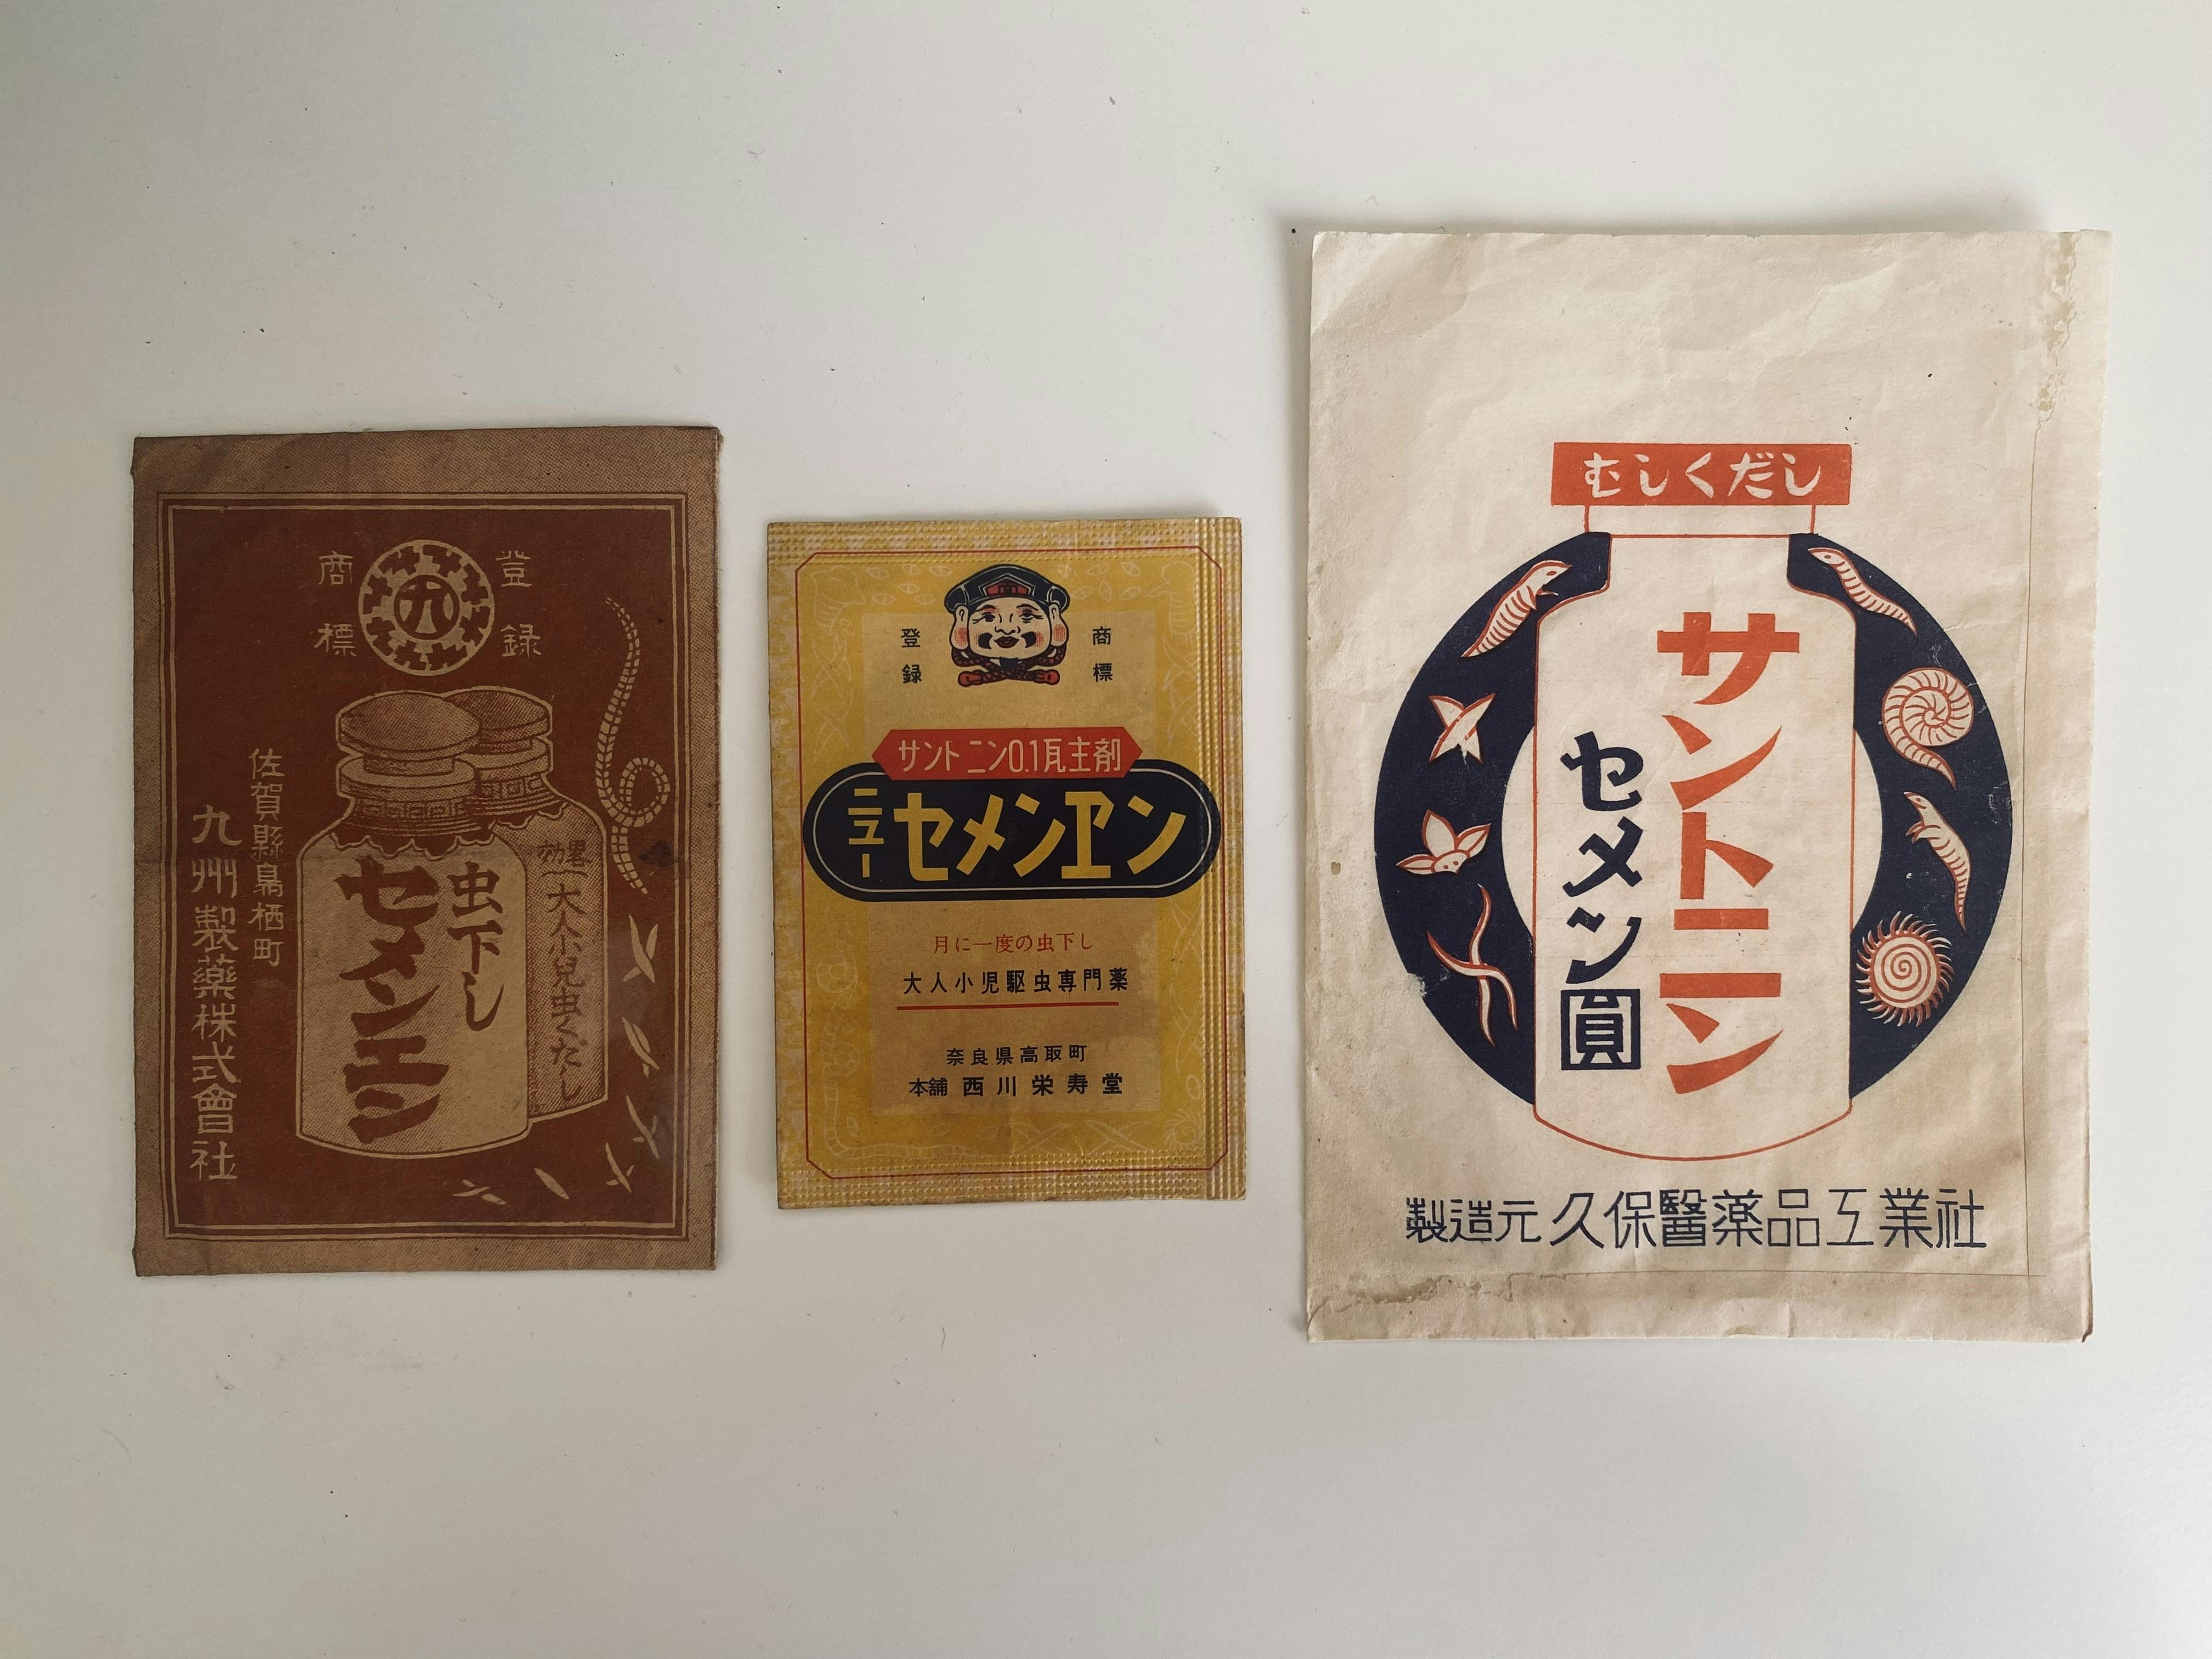 登録
商標
虫下し
セメンエン
効果
大人小兒虫くだし
佐賀縣鳥栖町
九州製藥株式會社
登録
商標
サントニン0.1瓦主剤
ニュー
セメンヱン
月に一度の虫下し
大人小児駆虫専門薬
奈良県高取町
本舗 西川栄寿堂
むしくだし
サントニン
セメン圓
製造元 久保醫薬品工業社